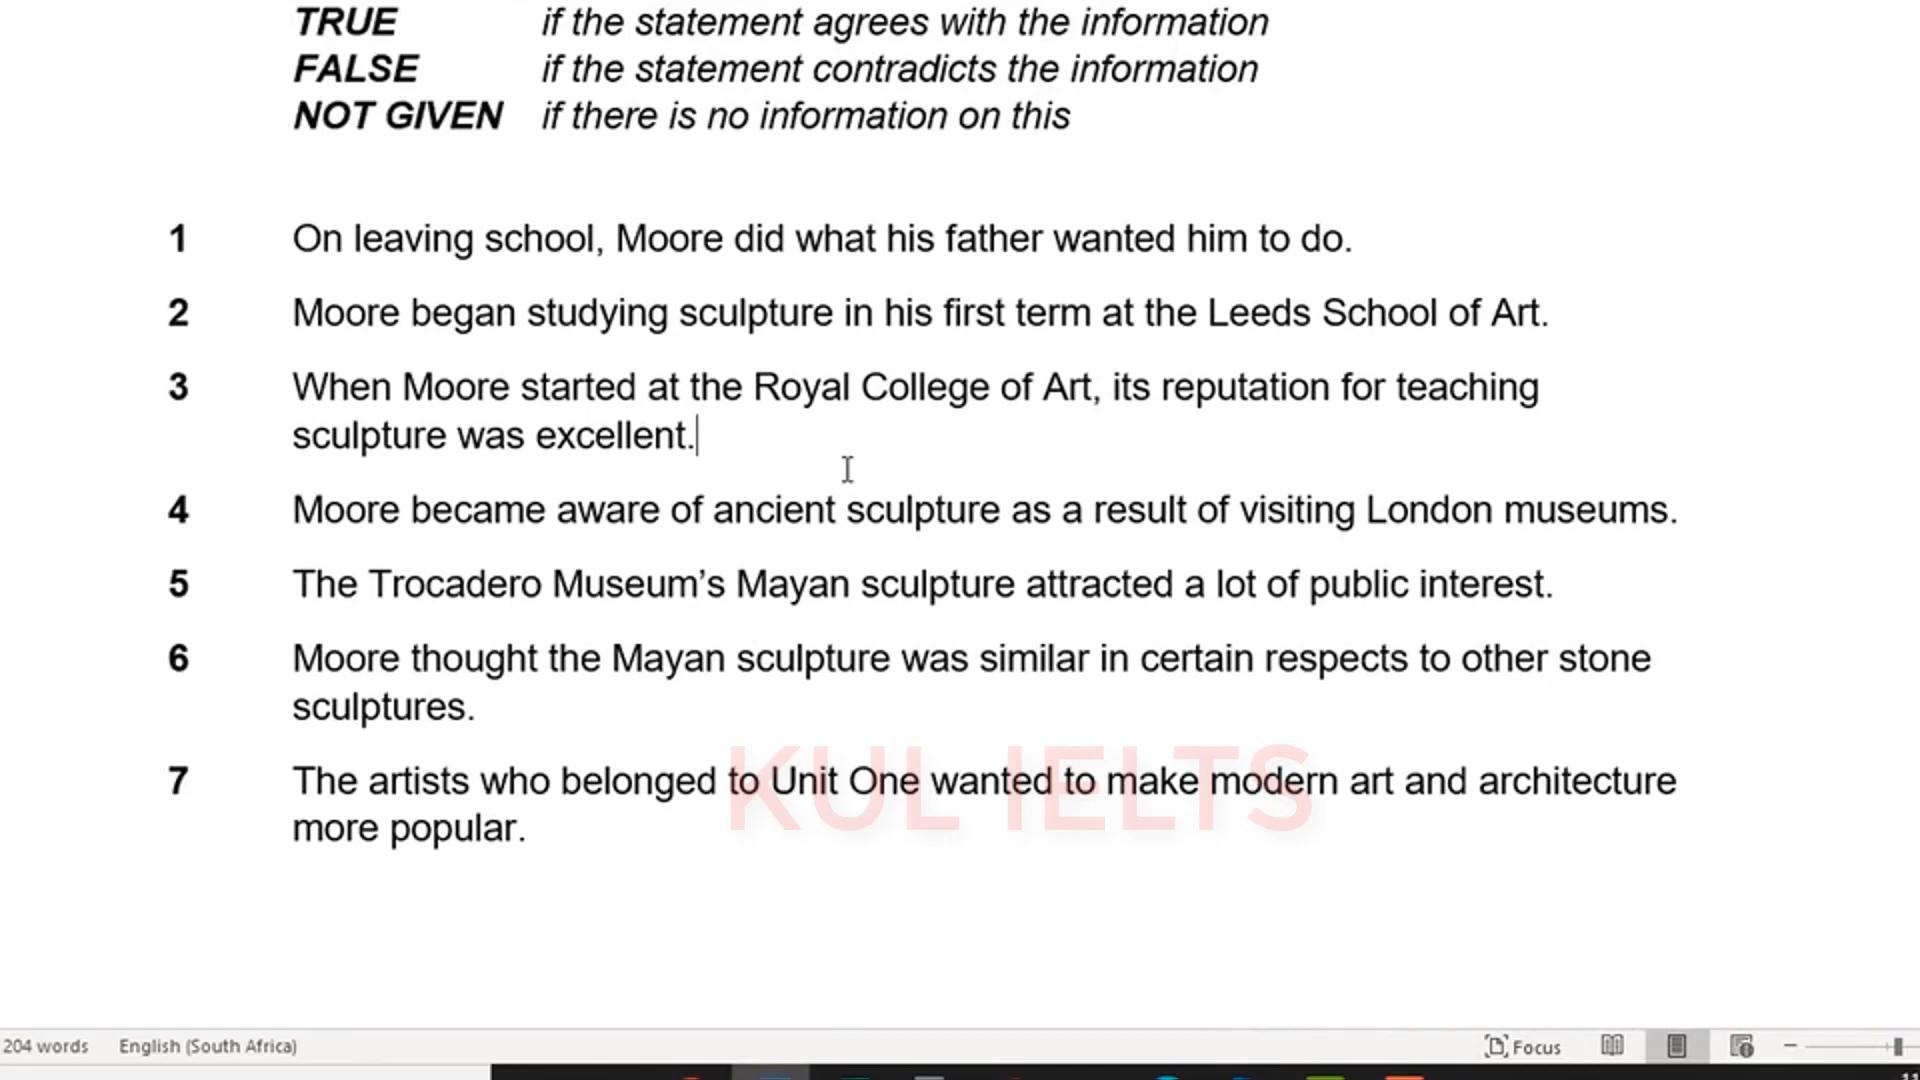 TRUE if the statement agrees with the information
FALSE if the statement contradicts the information
NOT GIVEN if there is no information on this
1 On leaving school, Moore did what his father wanted him to do.
2 Moore began studying sculpture in his first term at the Leeds School of Art.
3 When Moore started at the Royal College of Art, its reputation for teaching
sculpture was excellent.
4 Moore became aware of ancient sculpture as a result of visiting London museums.
5 The Trocadero Museum’s Mayan sculpture attracted a lot of public interest.
6 Moore thought the Mayan sculpture was similar in certain respects to other stone
sculptures.
7 The artists who belonged to Unit One wanted to make modern art and architecture
more popular.
KUL IELTS
204 words English (South Africa) Focus